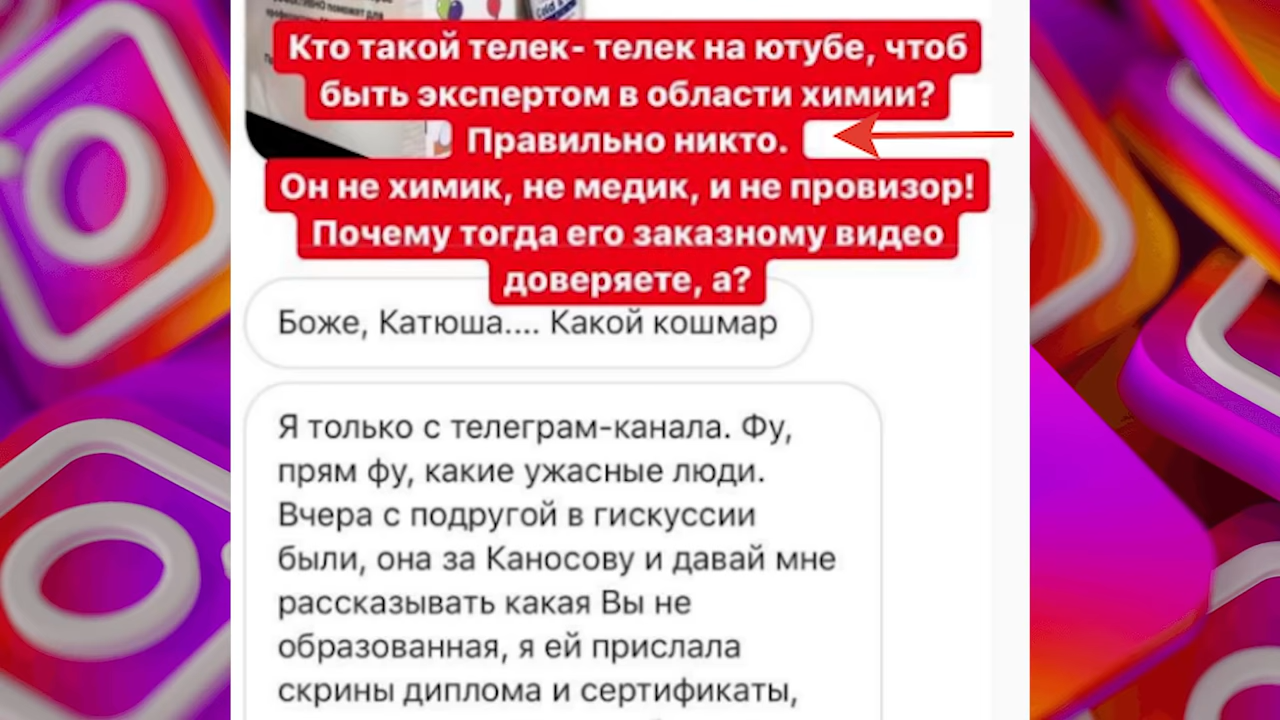 поможет для
Кто такой телек- телек на ютубе, чтоб
быть экспертом в области химии?
Правильно никто.
Он не химик, не медик, и не провизор!
Почему тогда его заказному видео
доверяете, а?
Боже, Катюша.... Какой кошмар
Я только с телеграм-канала. Фу,
прям фу, какие ужасные люди.
Вчера с подругой в гискуссии
были, она за Каносову и давай мне
рассказывать какая Вы не
образованная, я ей прислала
скрины диплома и сертификаты,